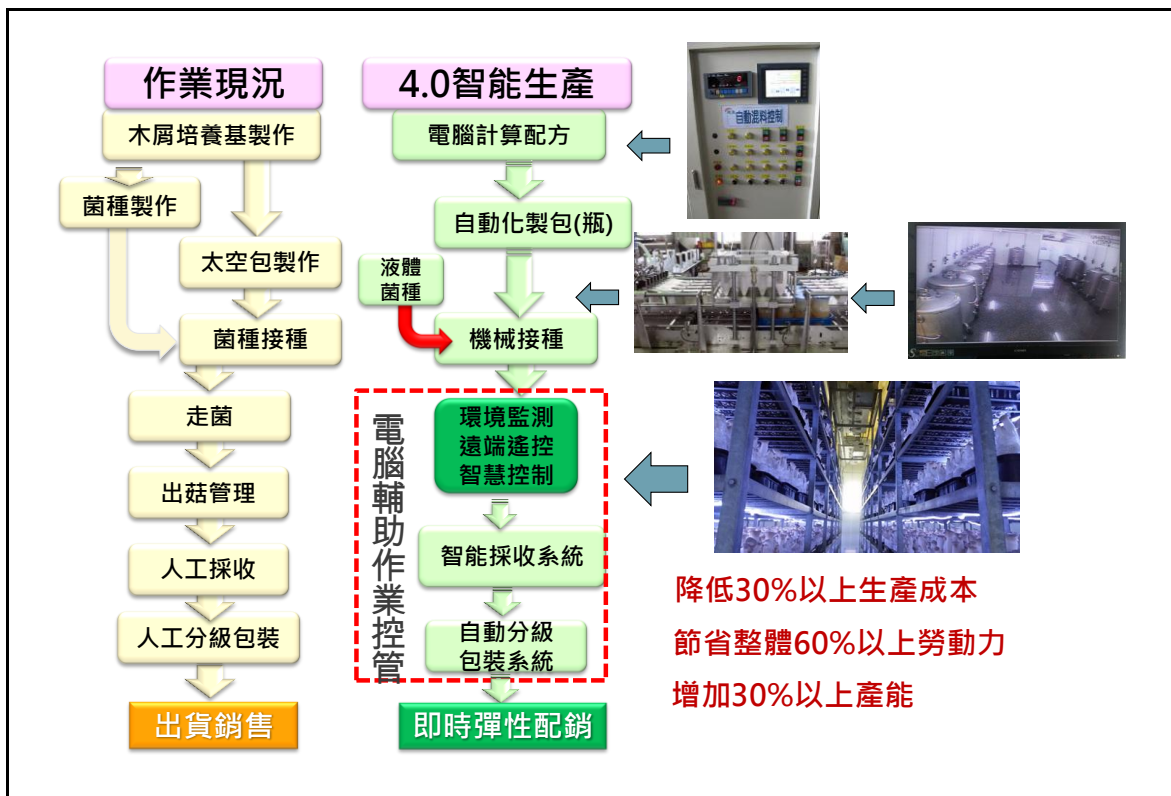 作業現況
木屑培養基製作
菌種製作
太空包製作
菌種接種
走菌
出菇管理
人工採收
人工分級包裝
出貨銷售
4.0智能生產
電腦計算配方
自動化製包(瓶)
液體
菌種
機械接種
電腦輔助作業控管
環境監測
遠端遙控
智慧控制
智能採收系統
自動分級
包裝系統
即時彈性配銷
自動混料控制
降低30%以上生產成本
節省整體60%以上勞動力
增加30%以上產能